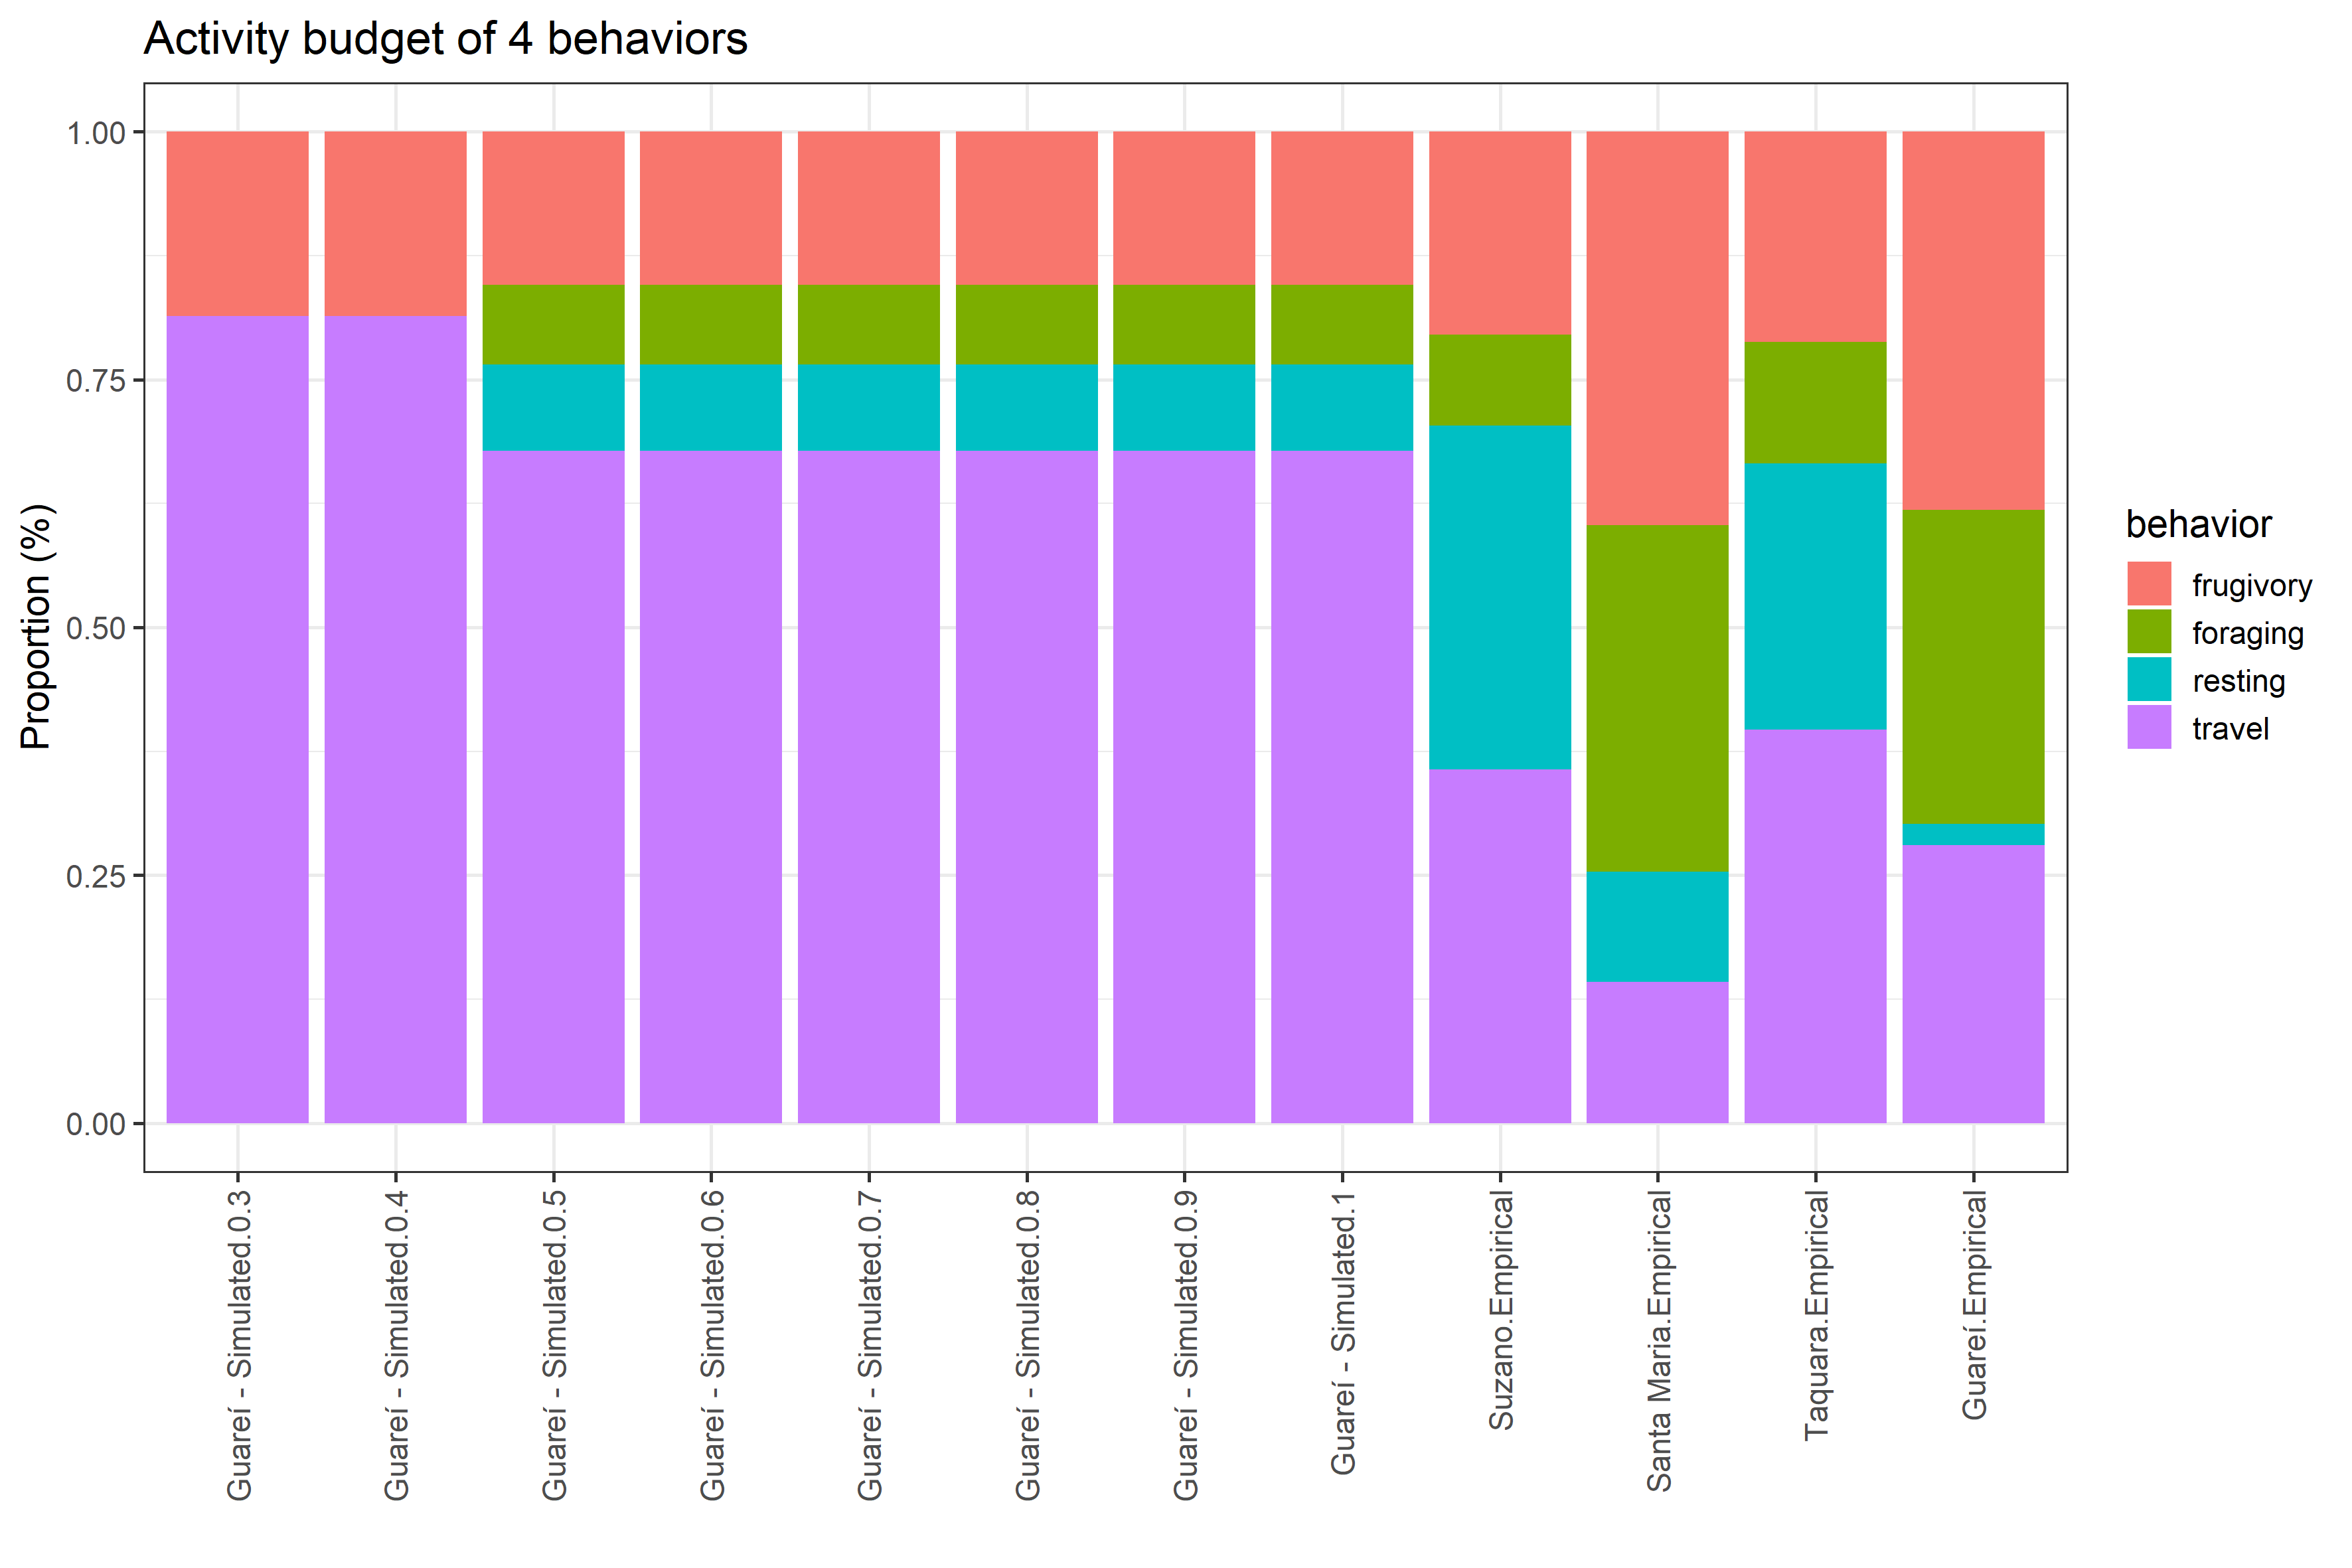 Activity budget of 4 behaviors
Proportion (%)
1.00
0.75
0.50
0.25
0.00
Guareí - Simulated.0.3
Guareí - Simulated.0.4
Guareí - Simulated.0.5
Guareí - Simulated.0.6
Guareí - Simulated.0.7
Guareí - Simulated.0.8
Guareí - Simulated.0.9
Guareí - Simulated.1
Suzano.Empirical
Santa Maria.Empirical
Taquara.Empirical
Guareí.Empirical
behavior
frugivory
foraging
resting
travel